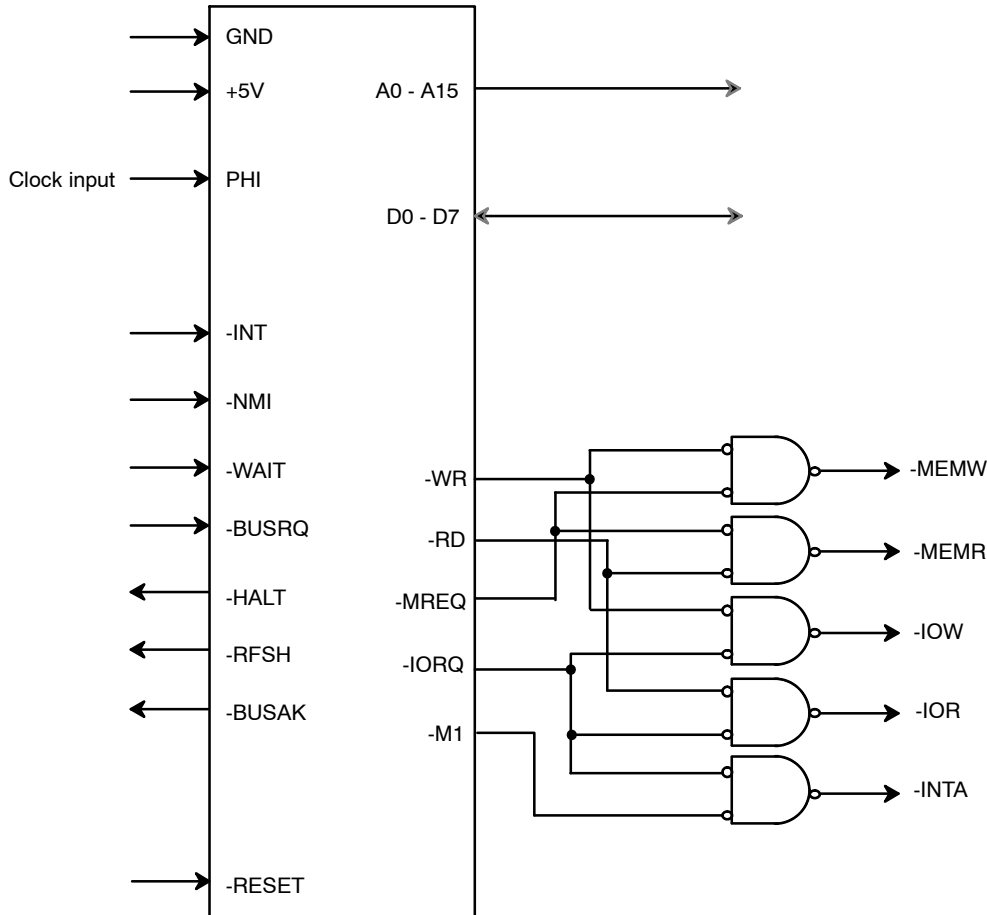 GND
+5V
A0 - A15
Clock input
PHI
D0 - D7
-INT
-NMI
-WAIT
-WR
-MEMW
-BUSRQ
-RD
-MEMR
-HALT
-MREQ
-IOW
-RFSH
-IORQ
-BUSAK
-IOR
-M1
-INTA
-RESET